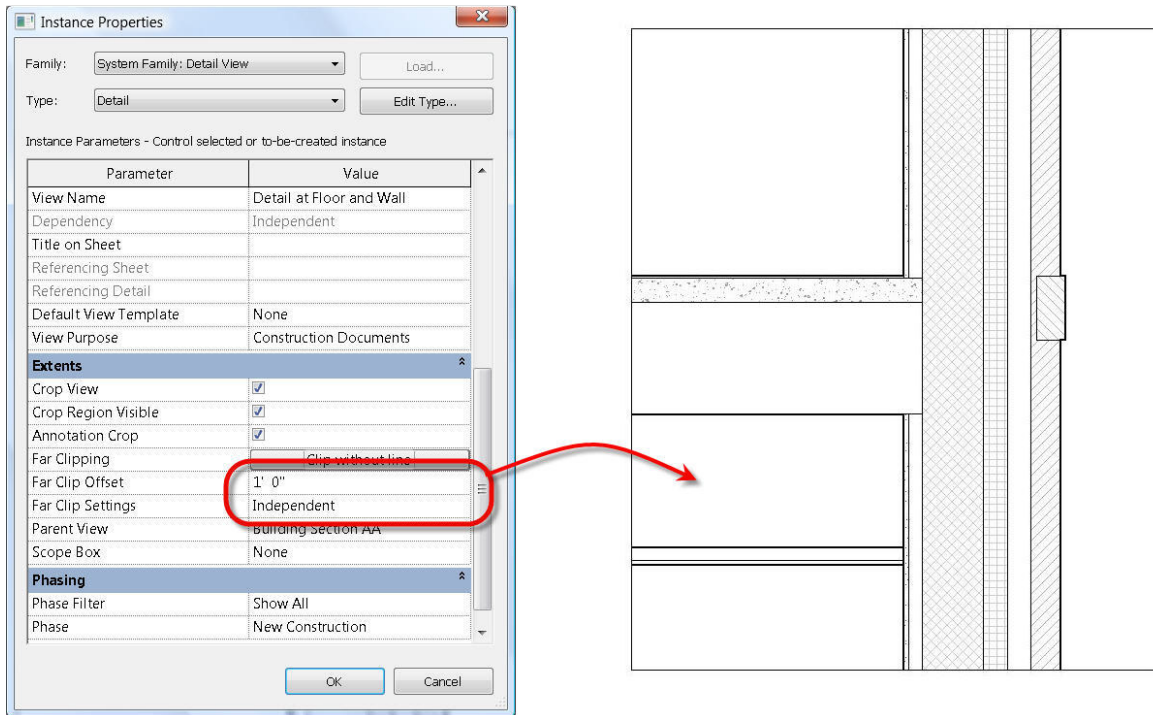 Instance Properties
Family: System Family: Detail View Load...
Type: Detail Edit Type...
Instance Parameters - Control selected or to-be-created instance
Parameter Value
View Name Detail at Floor and Wall
Dependency Independent
Title on Sheet
Referencing Sheet
Referencing Detail
Default View Template None
View Purpose Construction Documents
Extents
Crop View
Crop Region Visible
Annotation Crop
Far Clipping Clip without line
Far Clip Offset 1' 0"
Far Clip Settings Independent
Parent View Building Section AA
Scope Box None
Phasing
Phase Filter Show All
Phase New Construction
OK Cancel